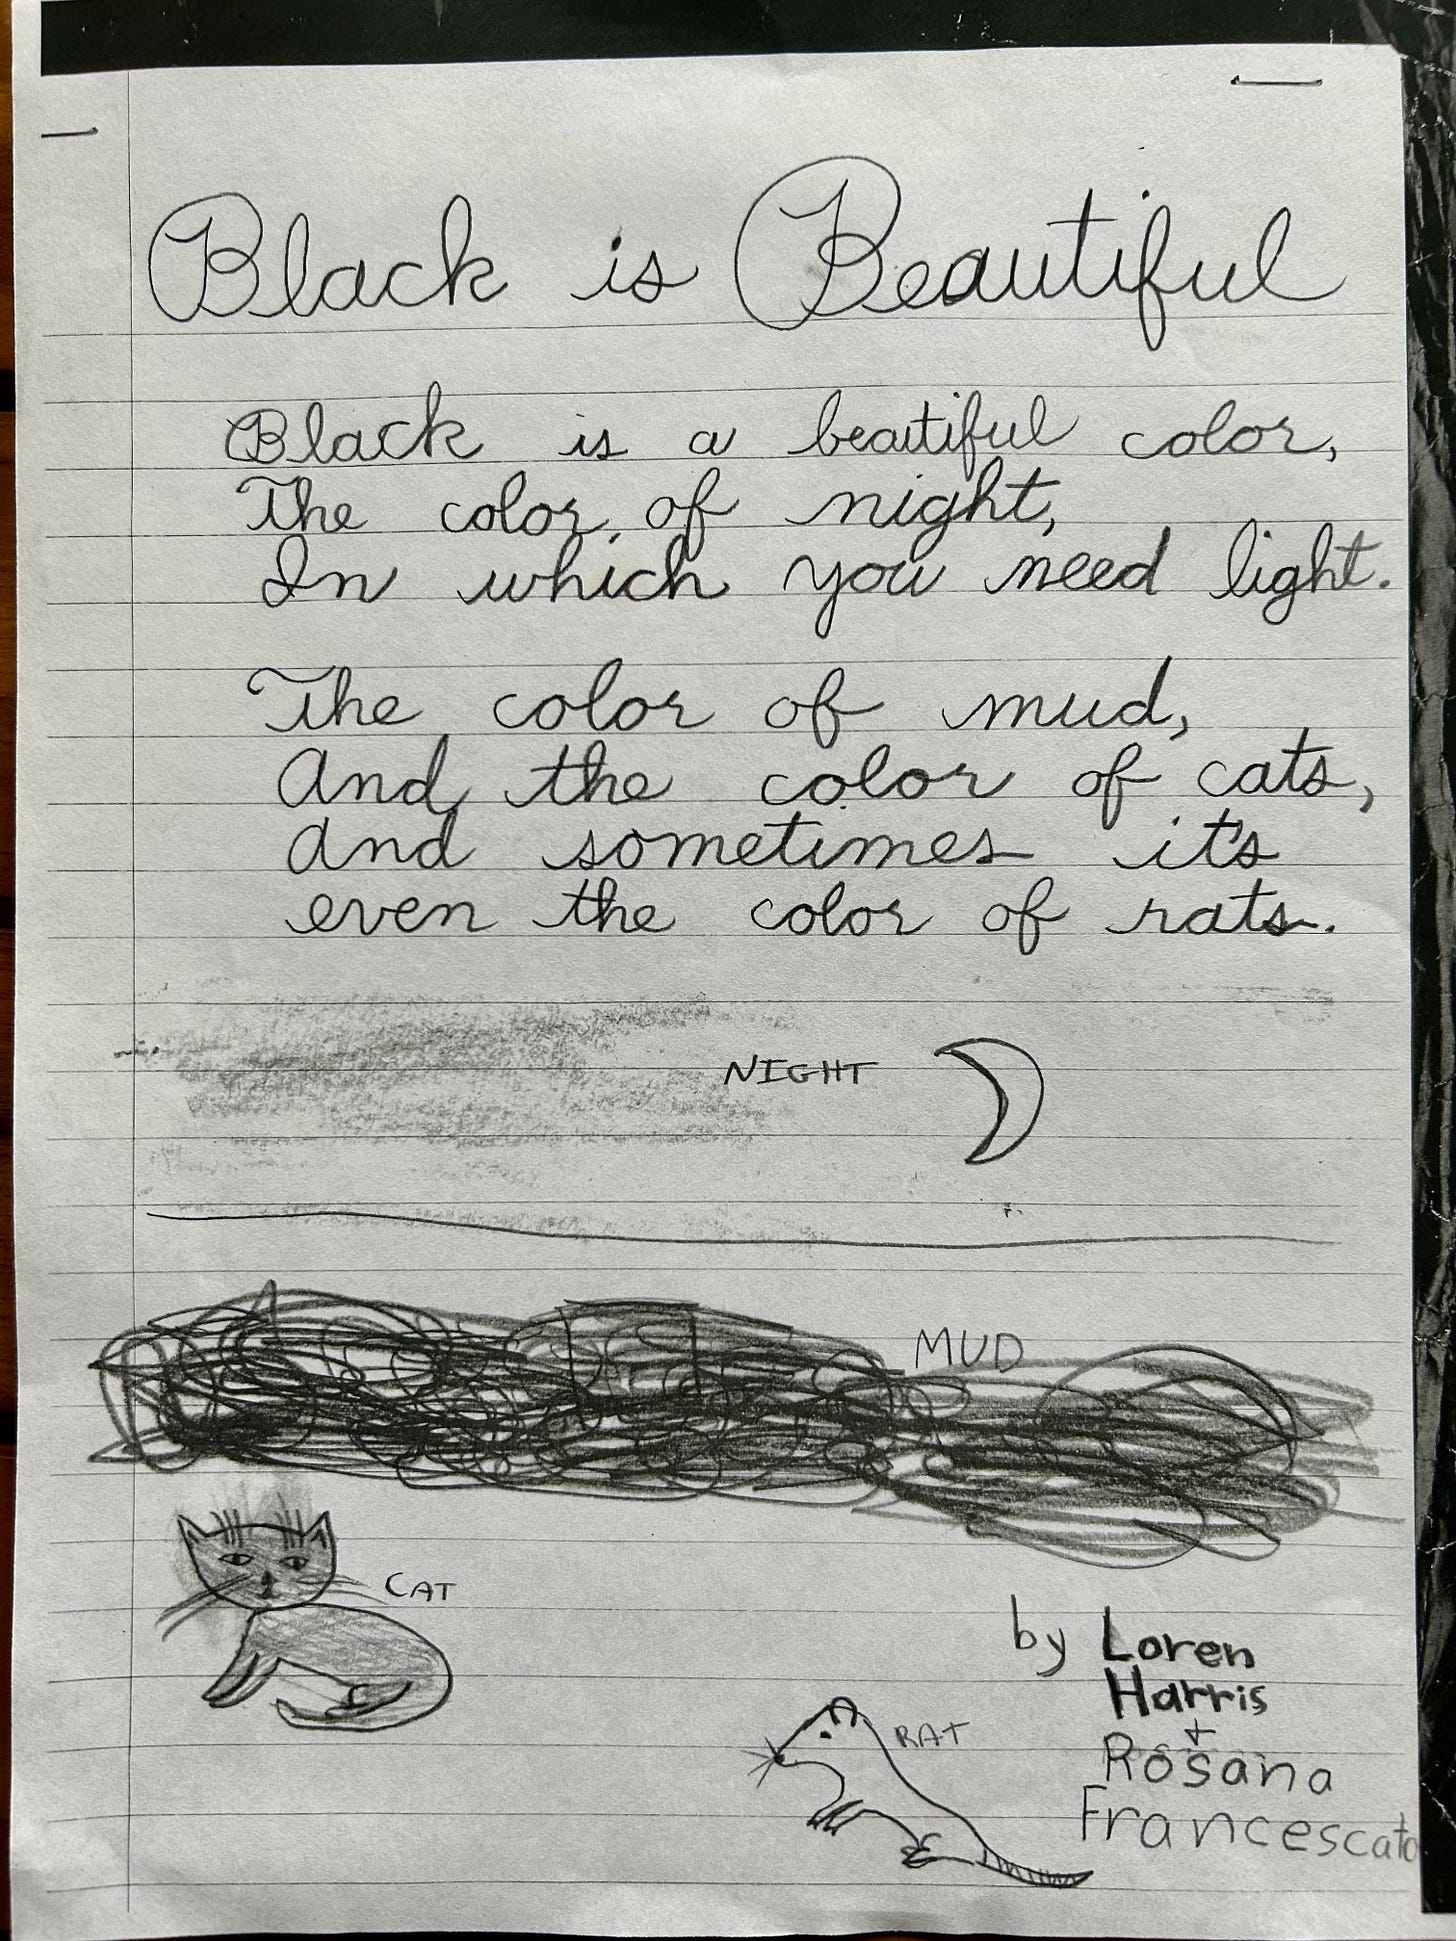 Black is Beautiful
Black is a beautiful color,
The color of night,
In which you need light.
The color of mud,
And the color of cats,
And sometimes it's
even the color of rats.
NIGHT
MUD
CAT
by Loren
Harris
+
RAT
Rosana
Francescato